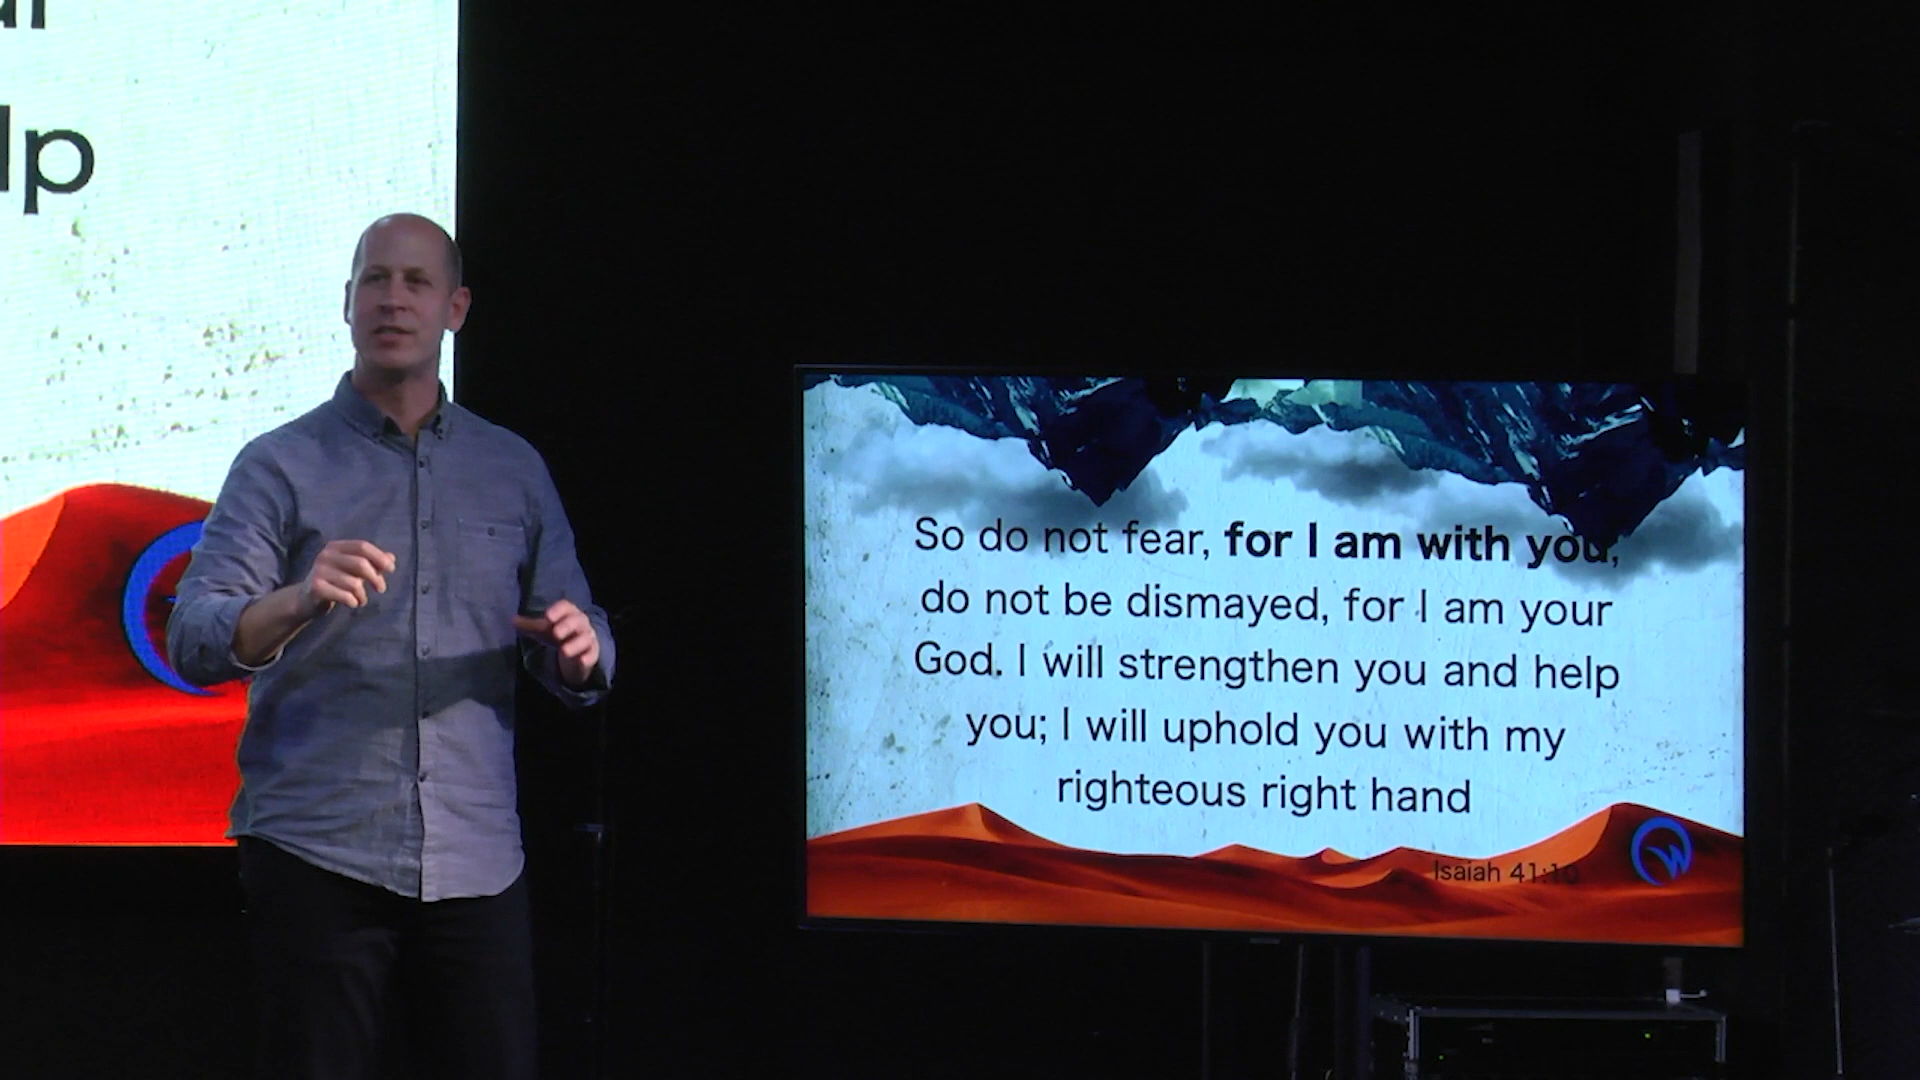 lp
So do not fear, for I am with you,
do not be dismayed, for I am your
God. I will strengthen you and help
you; I will uphold you with my
righteous right hand
Isaiah 41:10
W